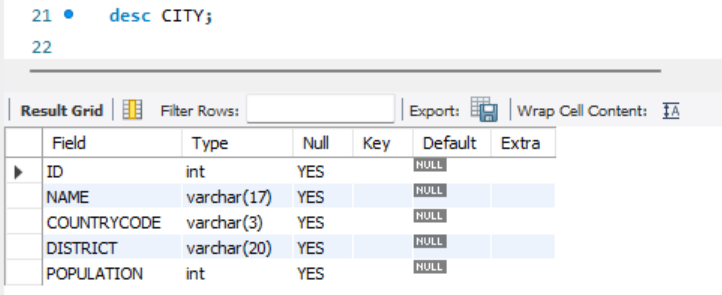 21 desc CITY;
22
Result Grid Filter Rows: Export: Wrap Cell Content: IA
Field Type Null Key Default Extra
ID int YES NULL
NAME varchar(17) YES NULL
COUNTRYCODE varchar(3) YES NULL
DISTRICT varchar(20) YES NULL
POPULATION int YES NULL